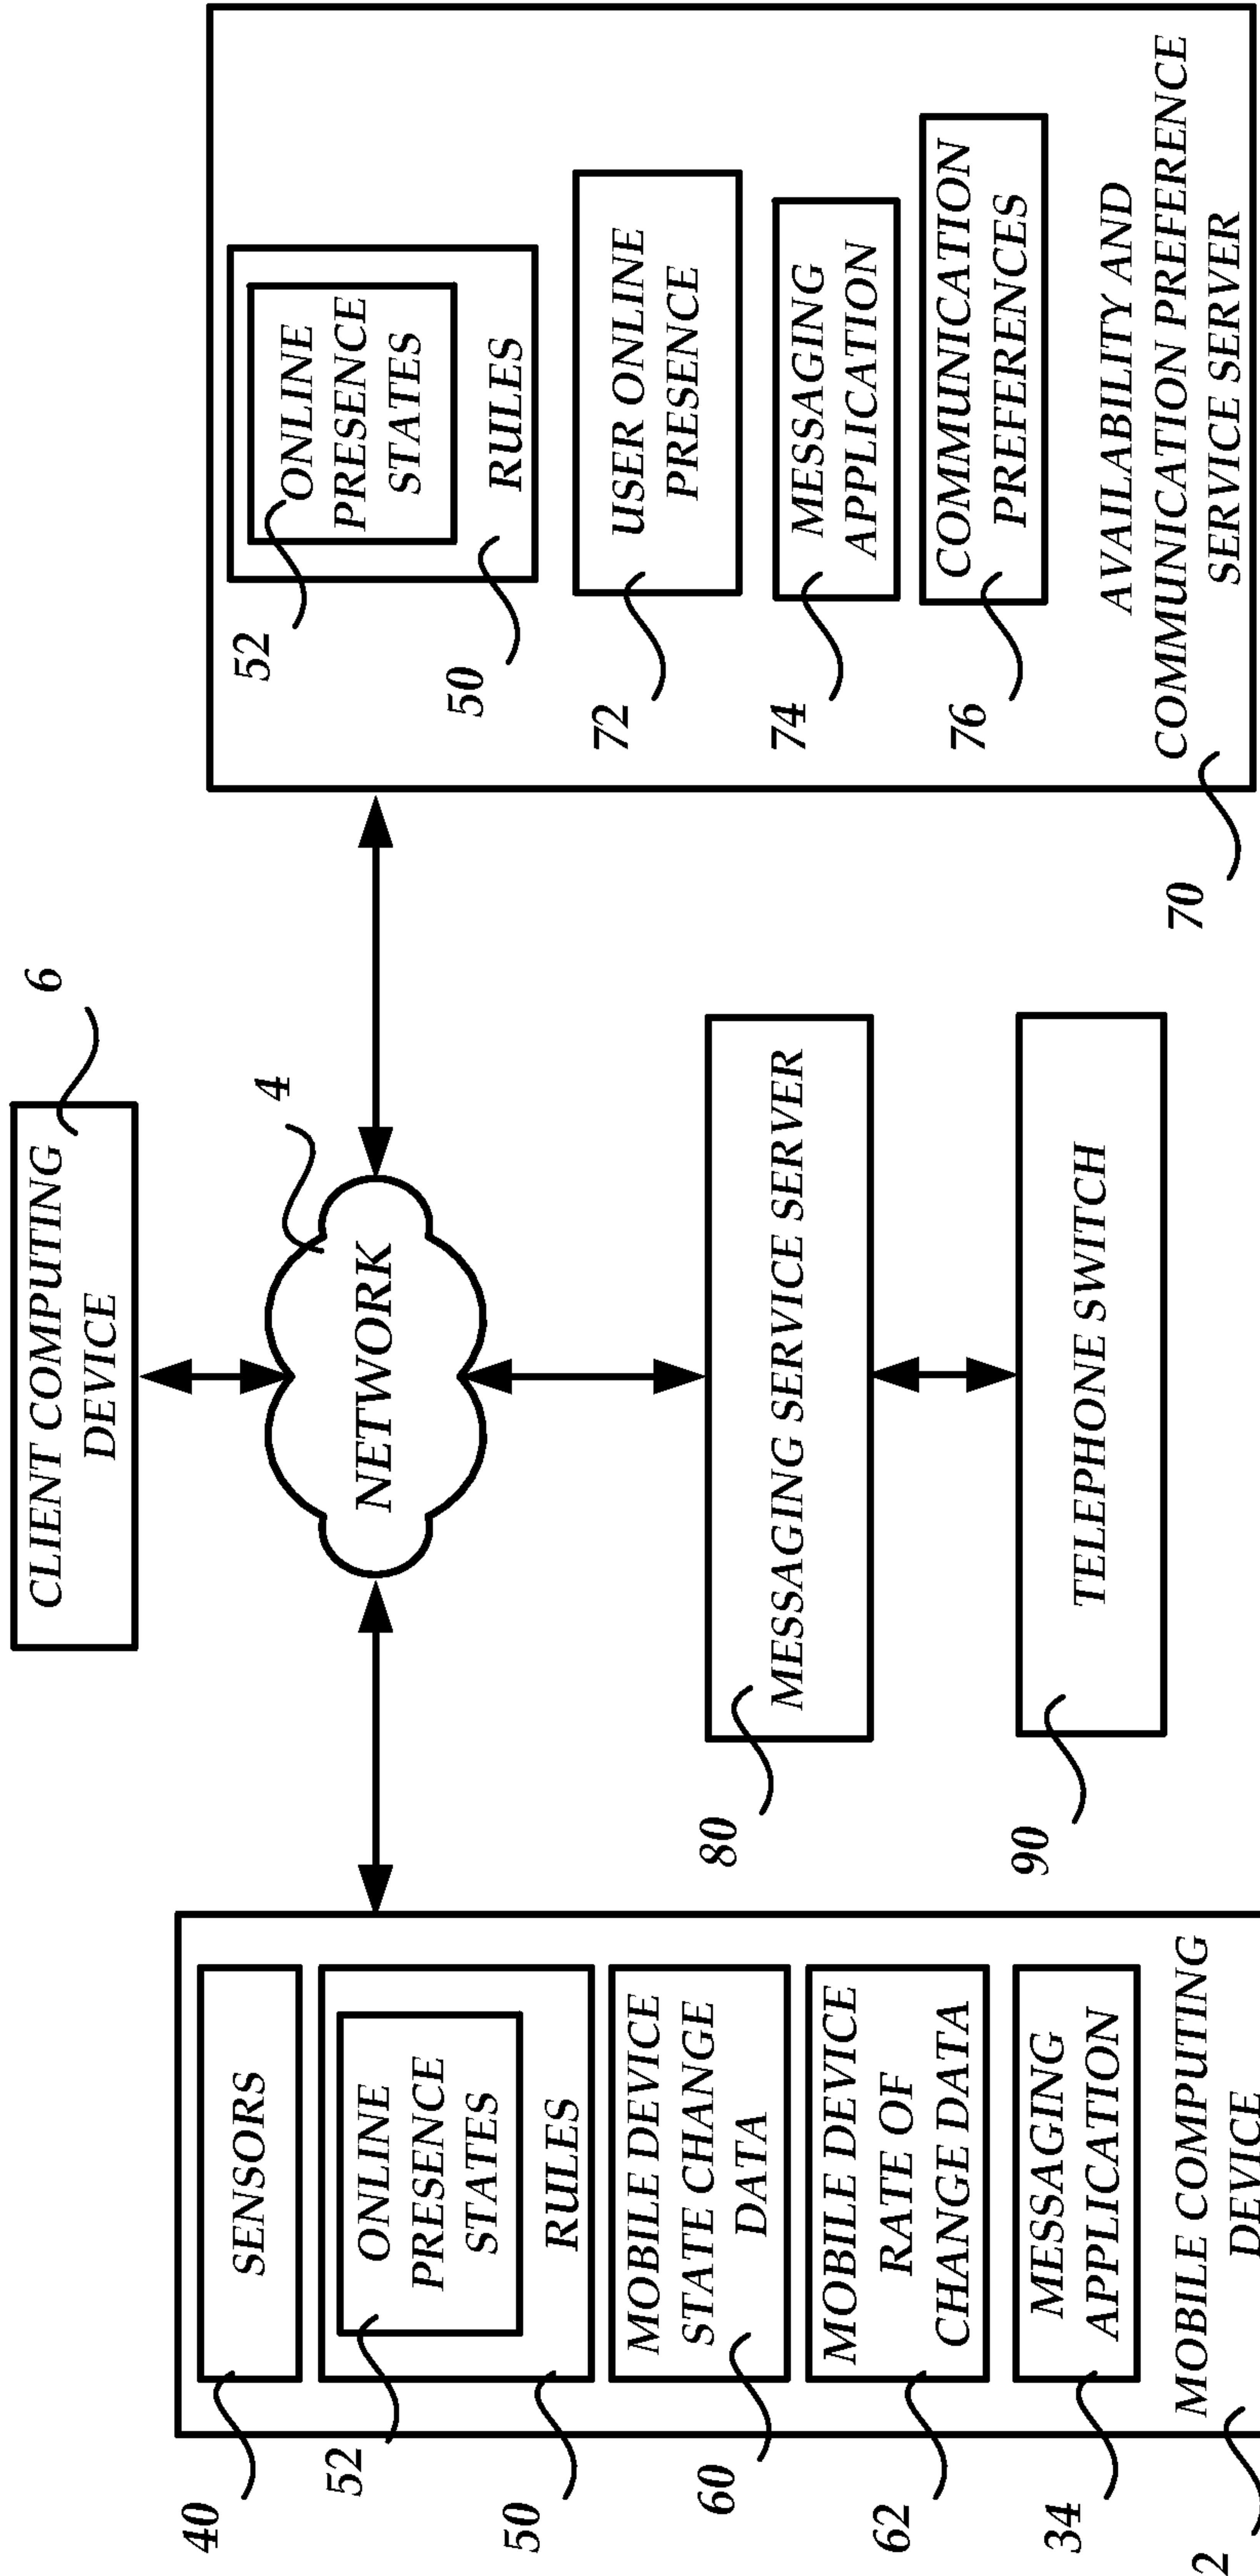 CLIENT COMPUTING
DEVICE
6
4
NETWORK
40
SENSORS
52
ONLINE
PRESENCE
STATES
50
RULES
60
MOBILE DEVICE
STATE CHANGE
DATA
62
MOBILE DEVICE
RATE OF
CHANGE DATA
34
MESSAGING
APPLICATION
2
MOBILE COMPUTING
DEVICE
80
MESSAGING SERVICE SERVER
90
TELEPHONE SWITCH
52
ONLINE
PRESENCE
STATES
50
RULES
72
USER ONLINE
PRESENCE
74
MESSAGING
APPLICATION
76
COMMUNICATION
PREFERENCES
70
AVAILABILITY AND
COMMUNICATION PREFERENCE
SERVICE SERVER